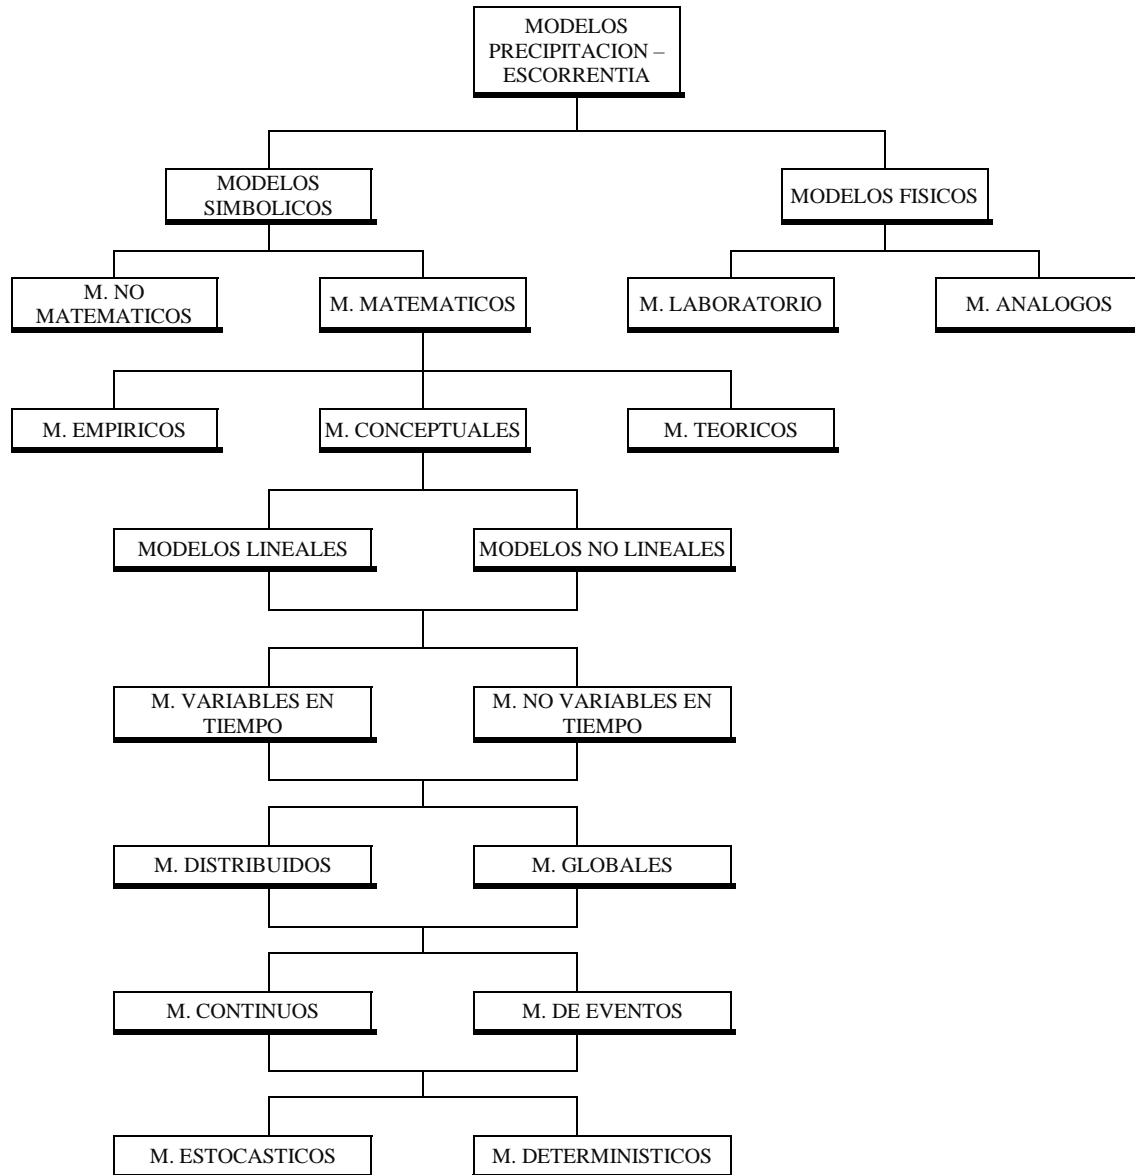 MODELOS
PRECIPITACION –
ESCORRENTIA
MODELOS
SIMBOLICOS
MODELOS FISICOS
M. NO
MATEMATICOS
M. MATEMATICOS
M. LABORATORIO
M. ANALOGOS
M. EMPIRICOS
M. CONCEPTUALES
M. TEORICOS
MODELOS LINEALES
MODELOS NO LINEALES
M. VARIABLES EN
TIEMPO
M. NO VARIABLES EN
TIEMPO
M. DISTRIBUIDOS
M. GLOBALES
M. CONTINUOS
M. DE EVENTOS
M. ESTOCASTICOS
M. DETERMINISTICOS